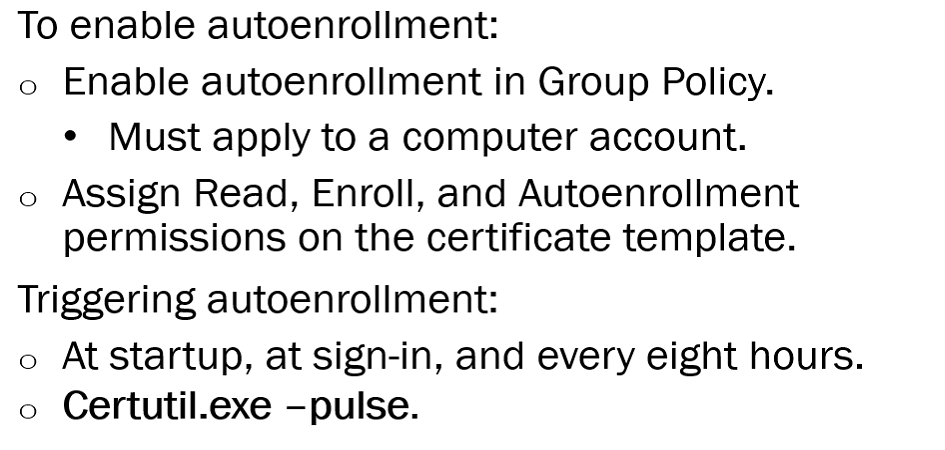 To enable autoenrollment:
o Enable autoenrollment in Group Policy.
• Must apply to a computer account.
o Assign Read, Enroll, and Autoenrollment
permissions on the certificate template.
Triggering autoenrollment:
o At startup, at sign-in, and every eight hours.
o Certutil.exe –pulse.